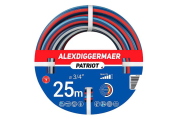 ALEXDIGGERMAER
PATRIOT
3/4"
25m